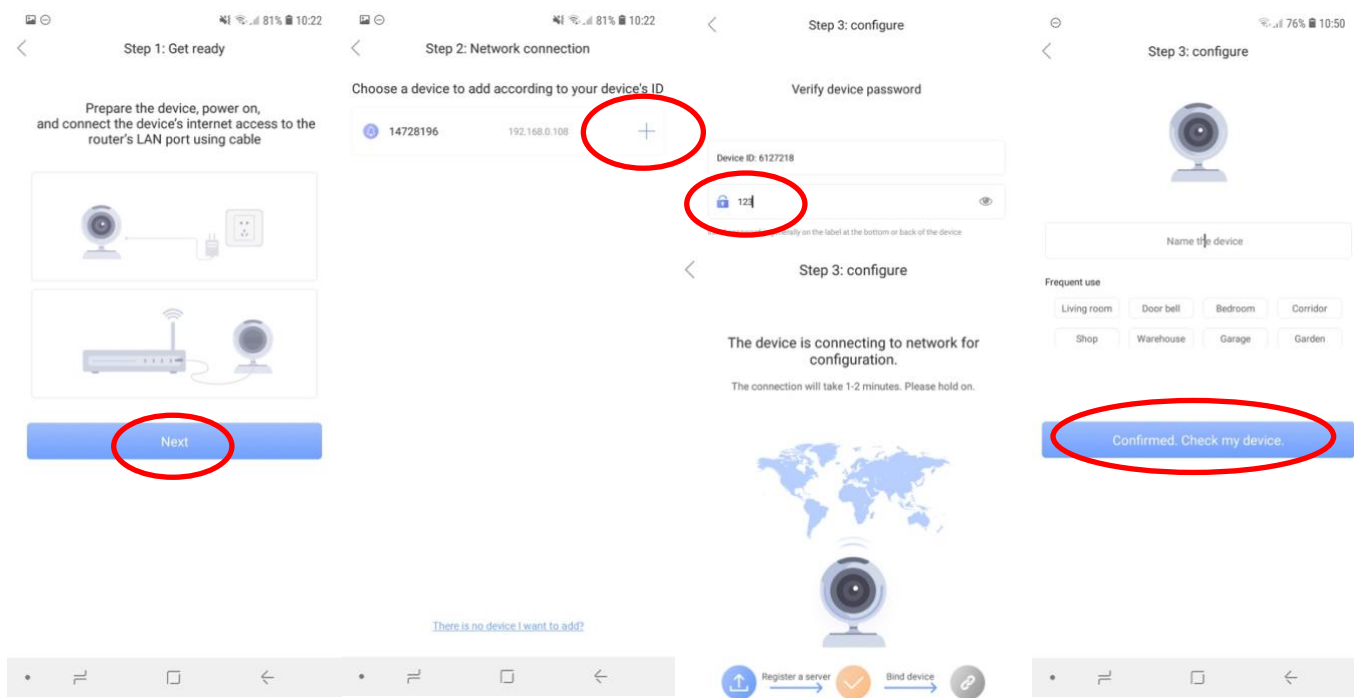 81% 10:22
Step 1: Get ready
Prepare the device, power on,
and connect the device's internet access to the
router's LAN port using cable
Next
81% 10:22
Step 2: Network connection
Choose a device to add according to your device's ID
14728196 192.168.0.108
There is no device I want to add?
Step 3: configure
Verify device password
Device ID: 6127218
123
on the label at the bottom or back of the device
Step 3: configure
The device is connecting to network for
configuration.
The connection will take 1-2 minutes. Please hold on.
Register a server Bind device
76% 10:50
Step 3: configure
Name the device
Frequent use
Living room Door bell Bedroom Corridor
Shop Warehouse Garage Garden
Confirmed. Check my device.